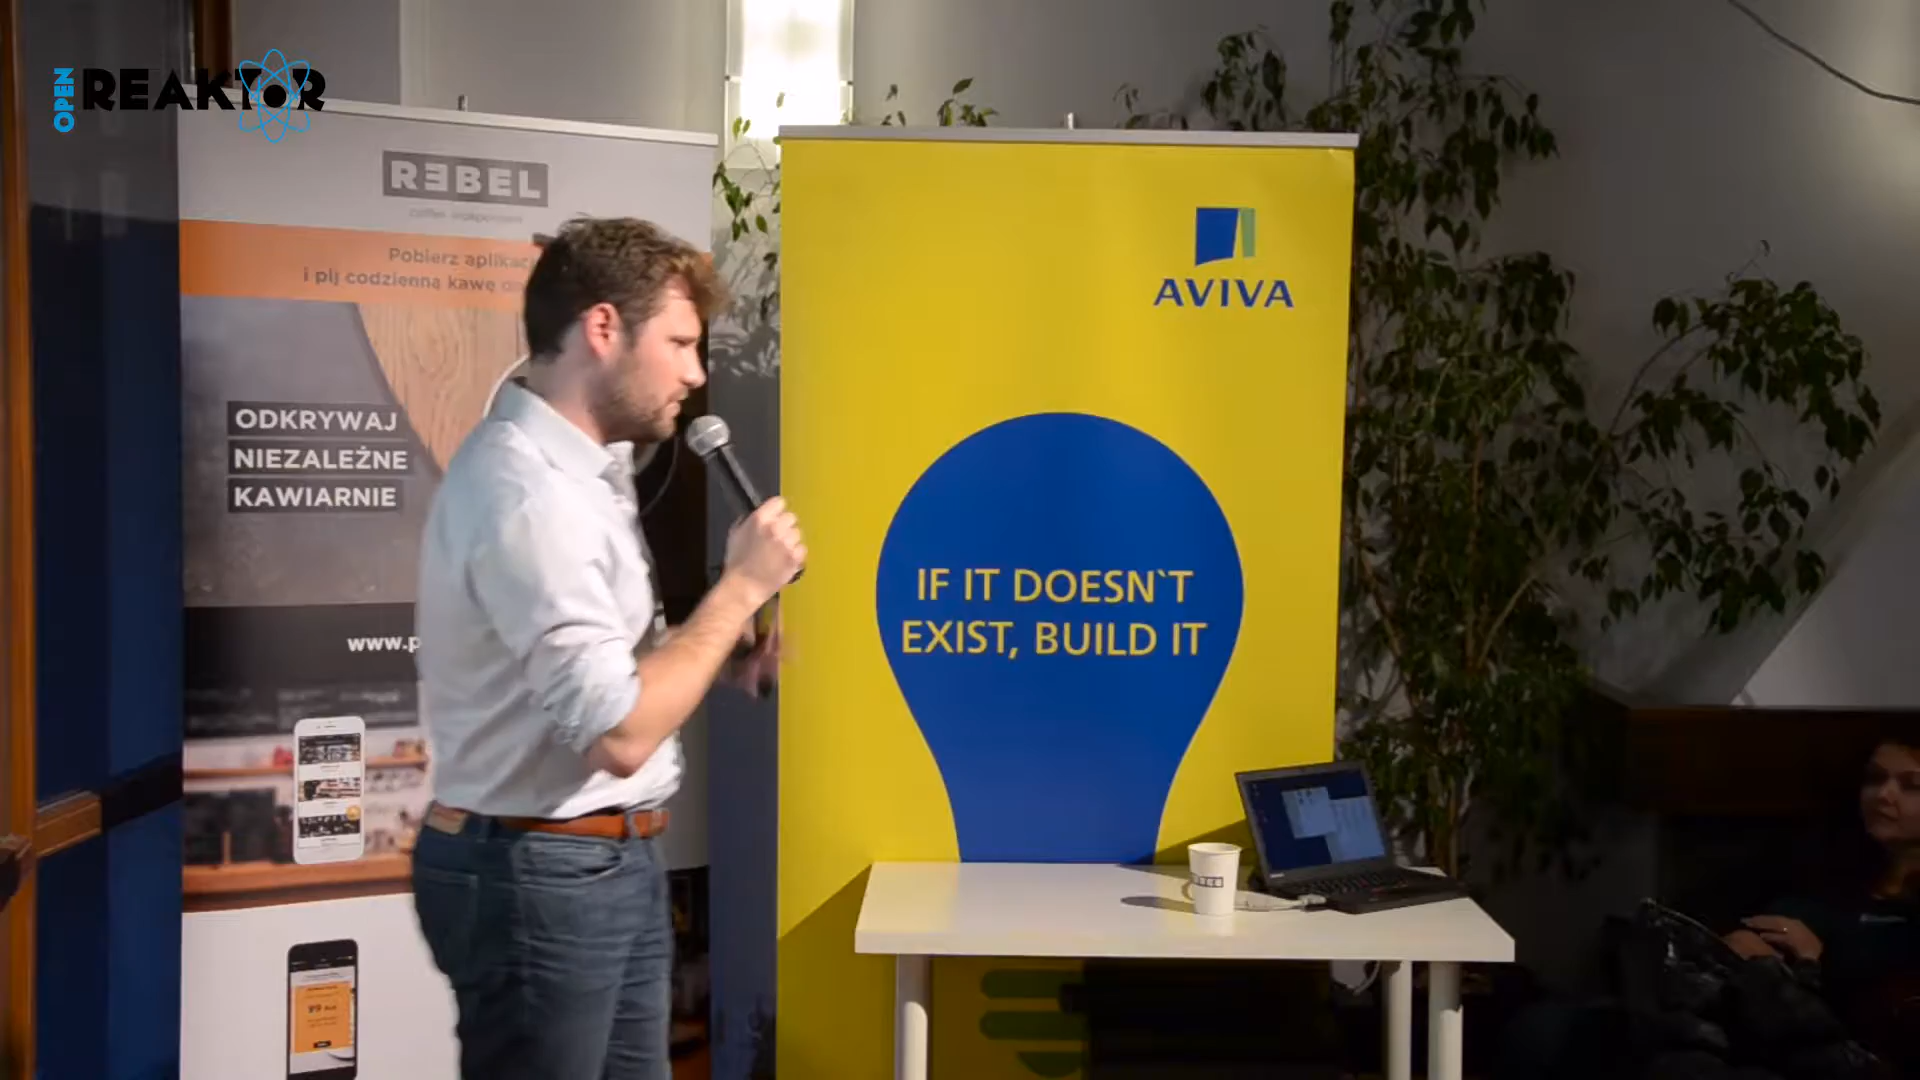 OPEN REAKTOR
REBEL
Pobierz aplikac
i pij codzienną kawę
ODKRYWAJ
NIEZALEŻNE
KAWIARNIE
www.p
AVIVA
IF IT DOESN`T
EXIST, BUILD IT